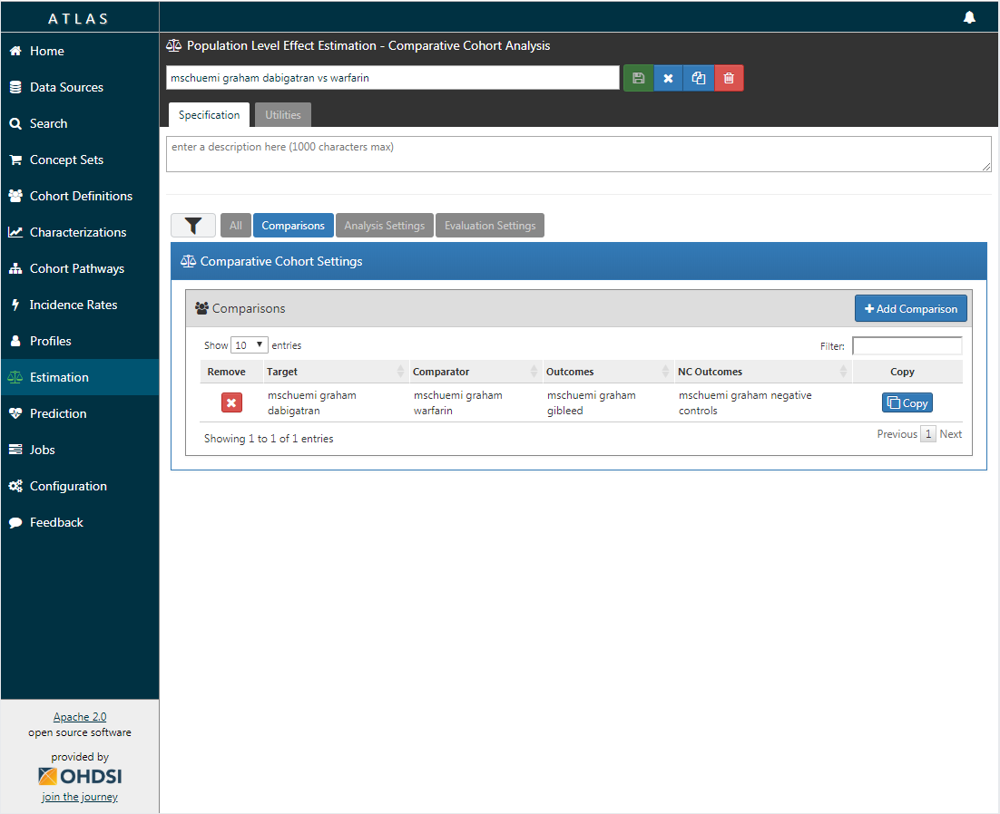 ATLAS
Home
Data Sources
Search
Concept Sets
Cohort Definitions
Characterizations
Cohort Pathways
Incidence Rates
Profiles
Estimation
Prediction
Jobs
Configuration
Feedback
Apache 2.0
open source software
provided by
OHDSI
join the journey
Population Level Effect Estimation - Comparative Cohort Analysis
mschuemi graham dabigatran vs warfarin
Specification Utilities
enter a description here (1000 characters max)
All Comparisons Analysis Settings Evaluation Settings
Comparative Cohort Settings
Comparisons Add Comparison
Show 10 entries Filter:
Remove Target Comparator Outcomes NC Outcomes Copy
mschuemi graham mschuemi graham mschuemi graham mschuemi graham negative Copy
dabigatran warfarin gibleed controls
Showing 1 to 1 of 1 entries Previous 1 Next